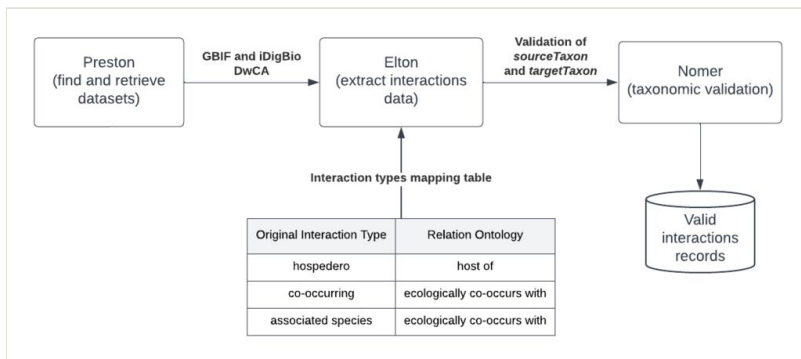 Preston
(find and retrieve
datasets)
GBIF and iDigBio
DwCA
Elton
(extract interactions
data)
Validation of
sourceTaxon
and targetTaxon
Nomer
(taxonomic validation)
Interaction types mapping table
Original Interaction Type
Relation Ontology
hospedero
host of
co-occurring
ecologically co-occurs with
associated species
ecologically co-occurs with
Valid
interactions
records